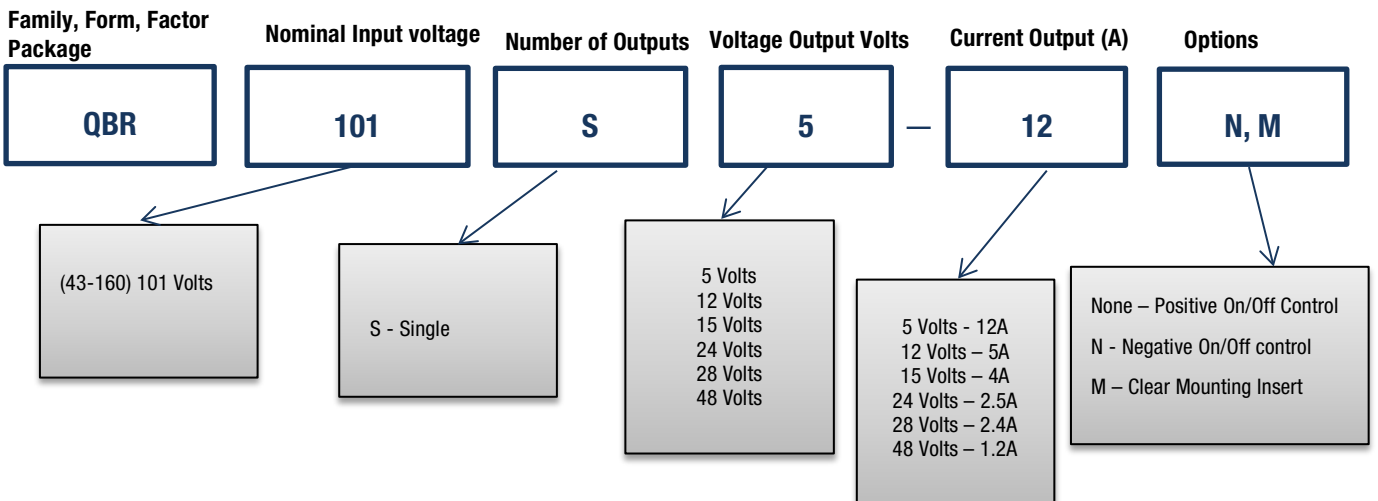 Family, Form, Factor
Package
Nominal Input voltage
Number of Outputs
Voltage Output Volts
Current Output (A)
Options
QBR
101
S
5
—
12
N, M
(43-160) 101 Volts
S - Single
5 Volts
12 Volts
15 Volts
24 Volts
28 Volts
48 Volts
5 Volts - 12A
12 Volts – 5A
15 Volts – 4A
24 Volts – 2.5A
28 Volts – 2.4A
48 Volts – 1.2A
None – Positive On/Off Control
N - Negative On/Off control
M – Clear Mounting Insert